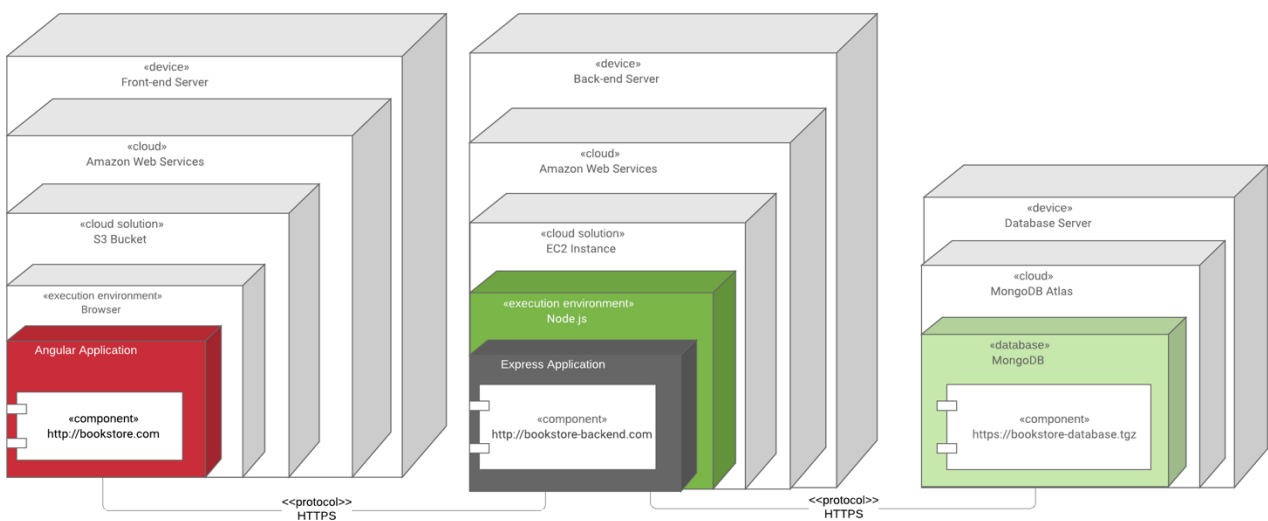 «device»
Front-end Server
«cloud»
Amazon Web Services
«cloud solution»
S3 Bucket
«execution environment»
Browser
Angular Application
«component»
http://bookstore.com
<<protocol>>
HTTPS
«device»
Back-end Server
«cloud»
Amazon Web Services
«cloud solution»
EC2 Instance
«execution environment»
Node.js
Express Application
«component»
http://bookstore-backend.com
<<protocol>>
HTTPS
«device»
Database Server
«cloud»
MongoDB Atlas
«database»
MongoDB
«component»
https://bookstore-database.tgz